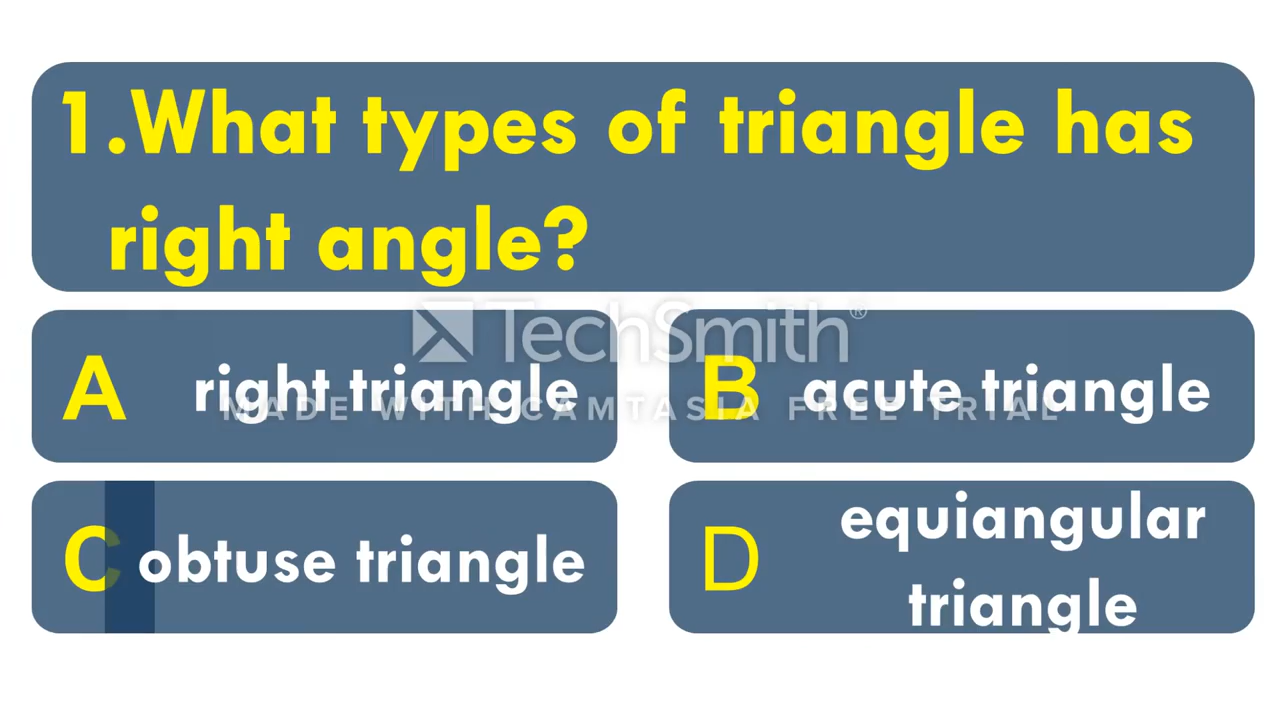 1.What types of triangle has
right angle?
TechSmith®
A right triangle
B acute triangle
MADE WITH CAMTASIA FREE TRIAL
C obtuse triangle
D equiangular
triangle